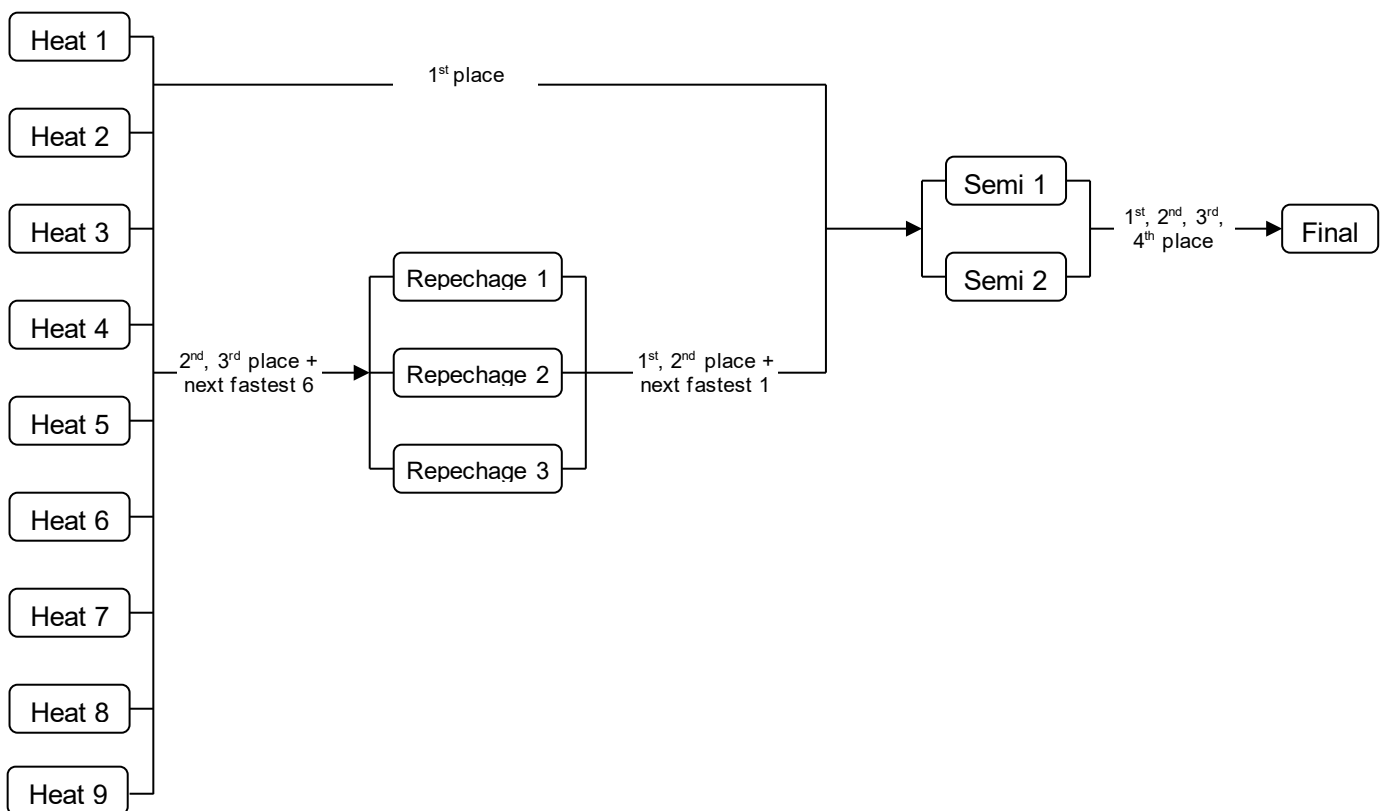 Heat 1
1st place
Heat 2
Semi 1
Heat 3
1st, 2nd, 3rd,
4th place
Final
Repechage 1
Semi 2
Heat 4
2nd, 3rd place +
next fastest 6
Repechage 2
1st, 2nd place +
next fastest 1
Heat 5
Repechage 3
Heat 6
Heat 7
Heat 8
Heat 9